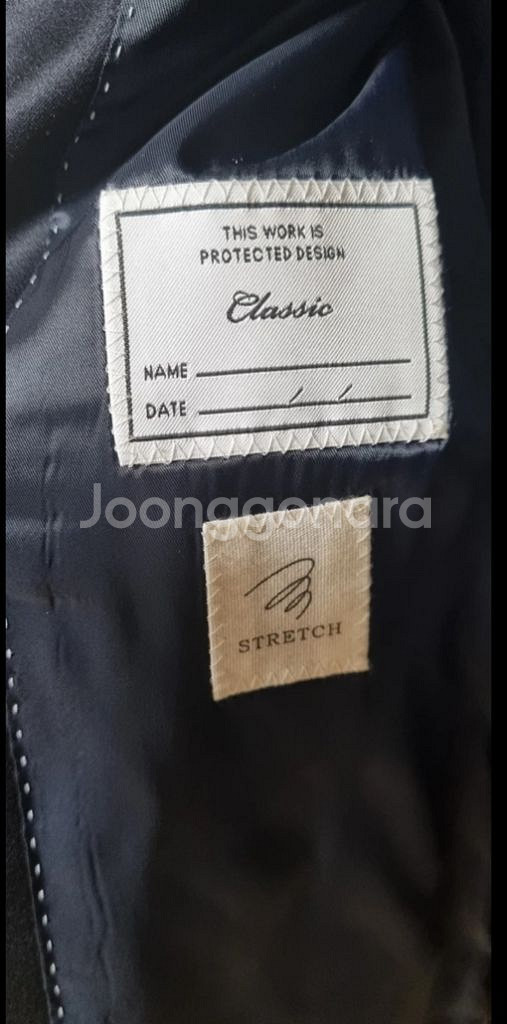 THIS WORK IS
PROTECTED DESIGN
Classic
NAME
DATE / /
Joonggonara
STRETCH